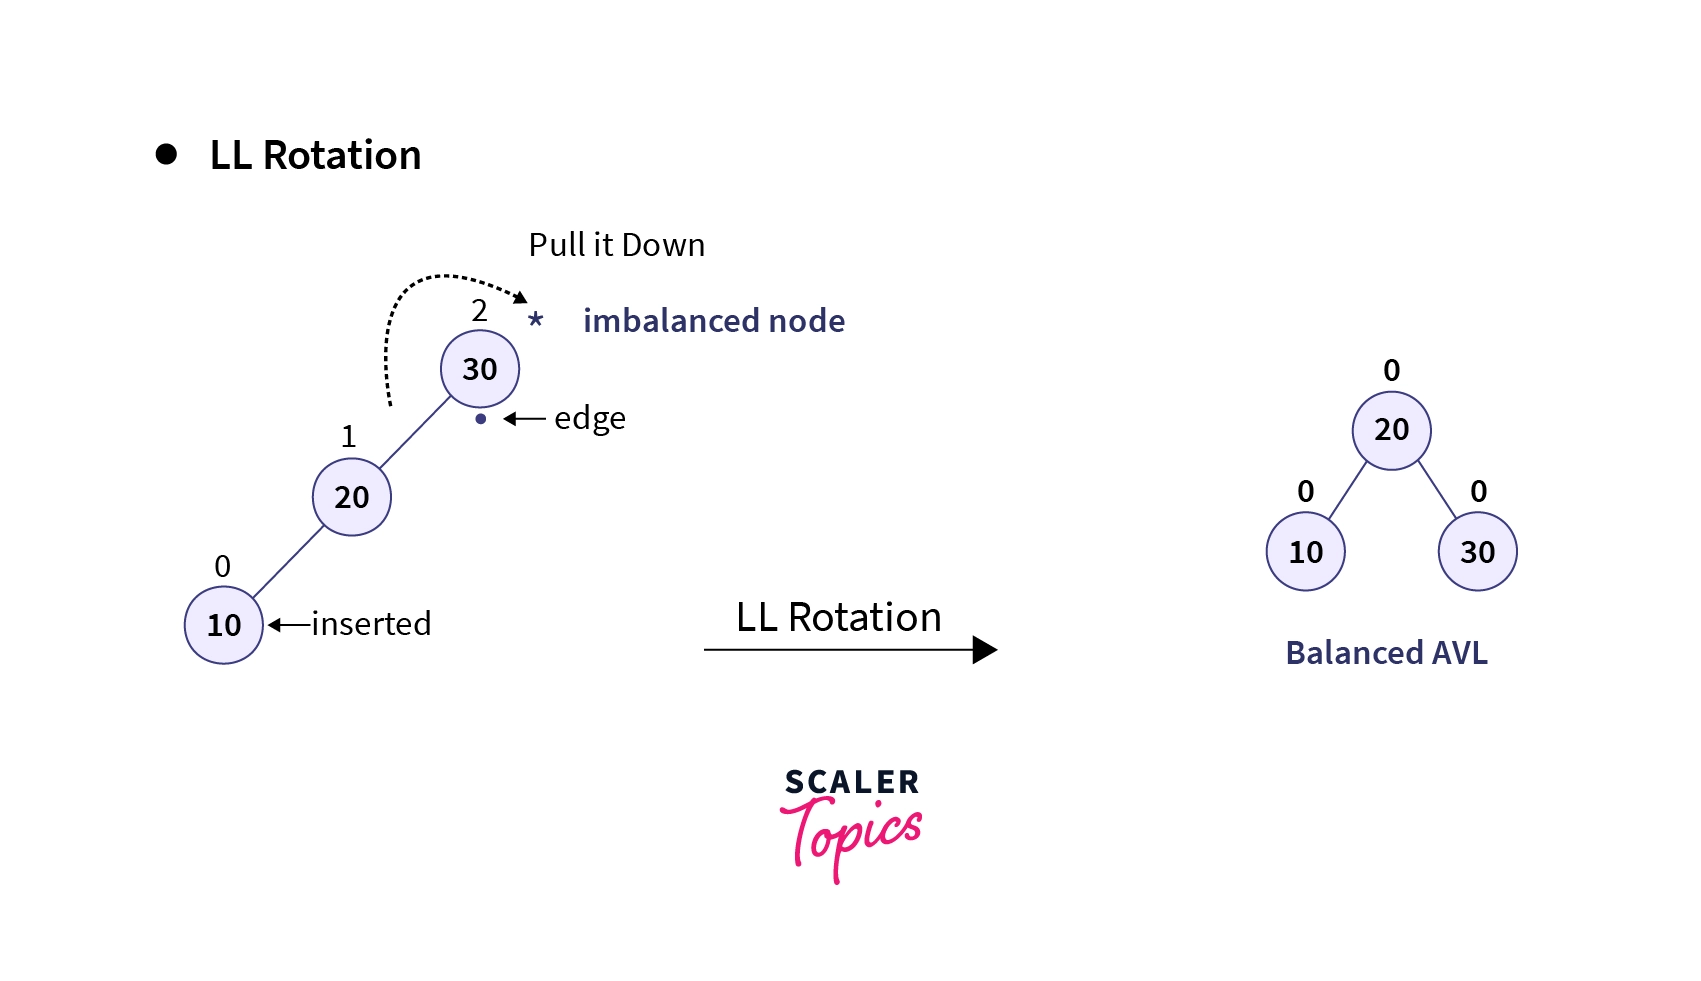 ● LL Rotation
Pull it Down
2
* imbalanced node
30
edge
1
20
0
10
inserted
LL Rotation
0
20
0
0
10
30
Balanced AVL
SCALER
Topics